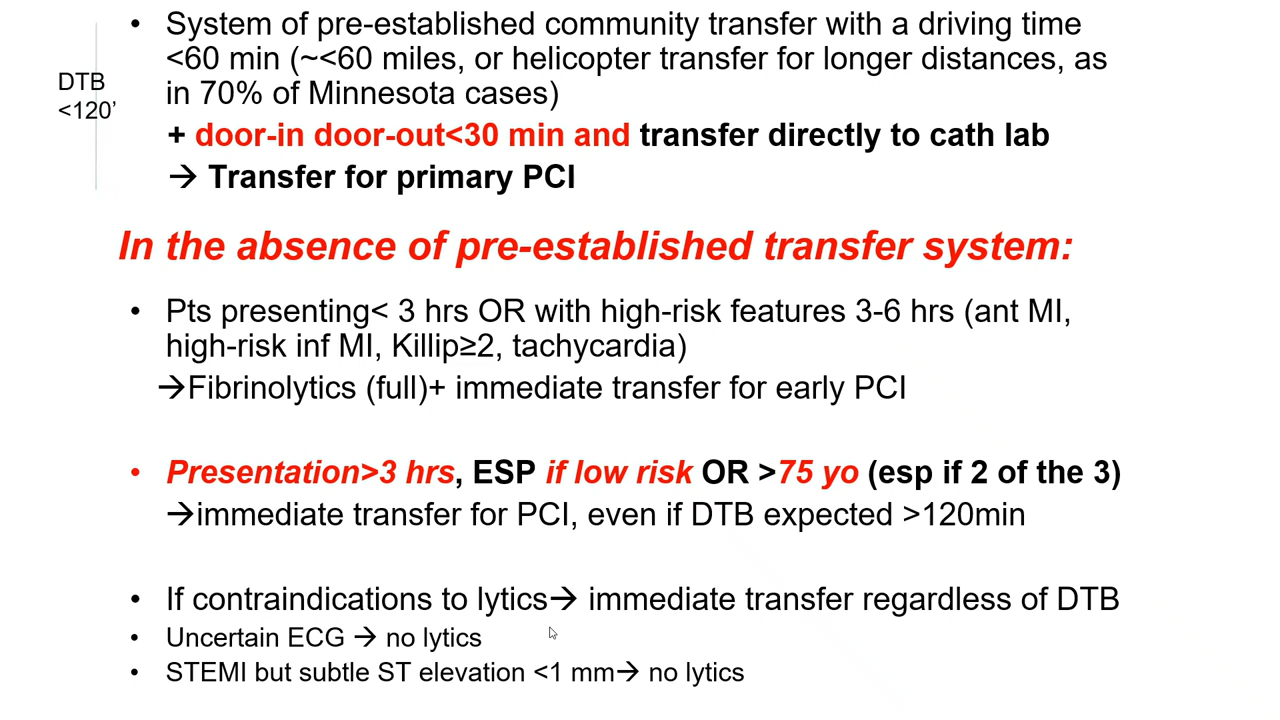 • System of pre-established community transfer with a driving time
<60 min (~<60 miles, or helicopter transfer for longer distances, as
in 70% of Minnesota cases)
DTB
<120’
+ door-in door-out<30 min and transfer directly to cath lab
→ Transfer for primary PCI
In the absence of pre-established transfer system:
• Pts presenting< 3 hrs OR with high-risk features 3-6 hrs (ant MI,
high-risk inf MI, Killip≥2, tachycardia)
→Fibrinolytics (full)+ immediate transfer for early PCI
• Presentation>3 hrs, ESP if low risk OR >75 yo (esp if 2 of the 3)
→immediate transfer for PCI, even if DTB expected >120min
• If contraindications to lytics→ immediate transfer regardless of DTB
• Uncertain ECG → no lytics
• STEMI but subtle ST elevation <1 mm→ no lytics